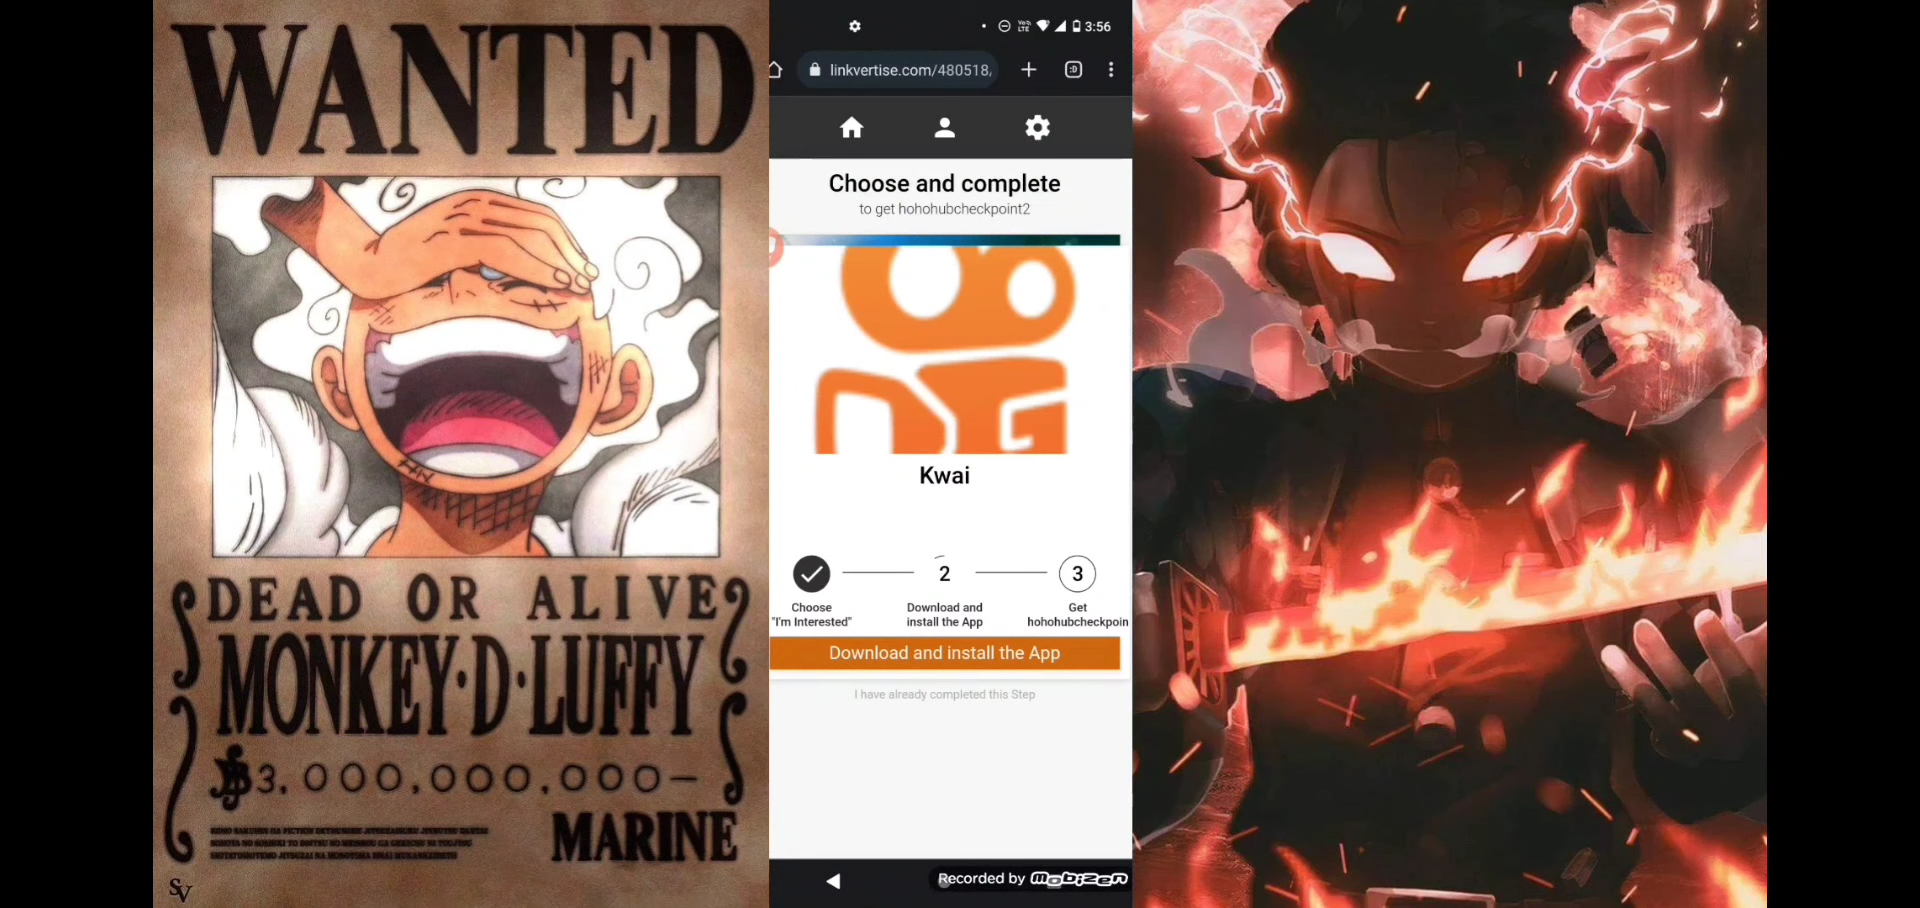 WANTED
DEAD OR ALIVE
MONKEY·D·LUFFY
3,000,000,000-
MARINE
SV
3:56
linkvertise.com/480518,
Choose and complete
to get hohohubcheckpoint2
Kwai
2
3
Choose
"I'm Interested"
Download and
install the App
Get
hohohubcheckpoin
Download and install the App
I have already completed this Step
Recorded by Mobizen